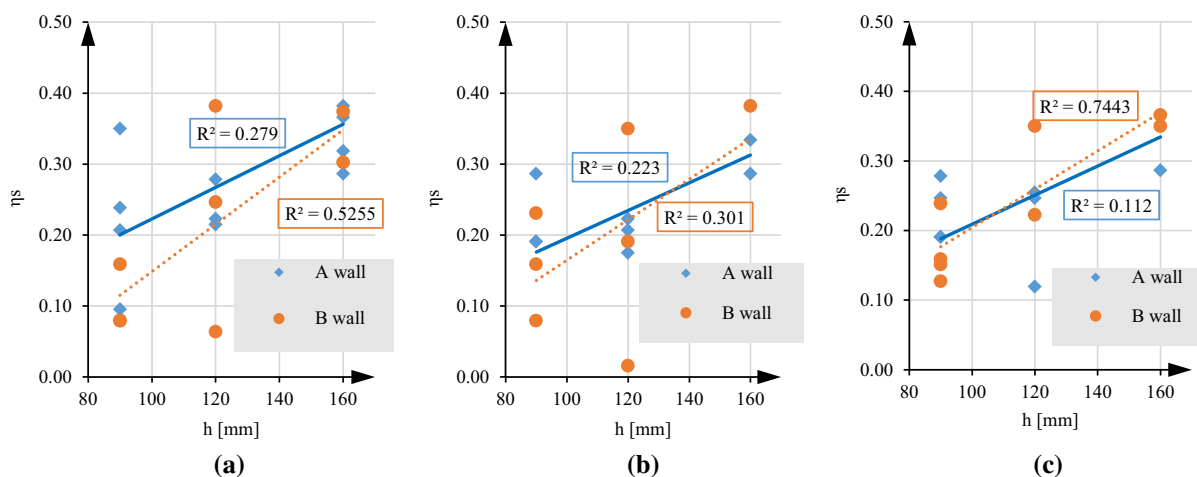 0.50
0.40
0.30
0.20
0.10
0.00
ηs
R² = 0.279
R² = 0.5255
A wall
B wall
80 100 120 140 160
h [mm]
(a)
0.50
0.40
0.30
0.20
0.10
0.00
ηs
R² = 0.223
R² = 0.301
A wall
B wall
80 100 120 140 160
h [mm]
(b)
0.50
0.40
0.30
0.20
0.10
0.00
ηs
R² = 0.7443
R² = 0.112
A wall
B wall
80 100 120 140 160
h [mm]
(c)